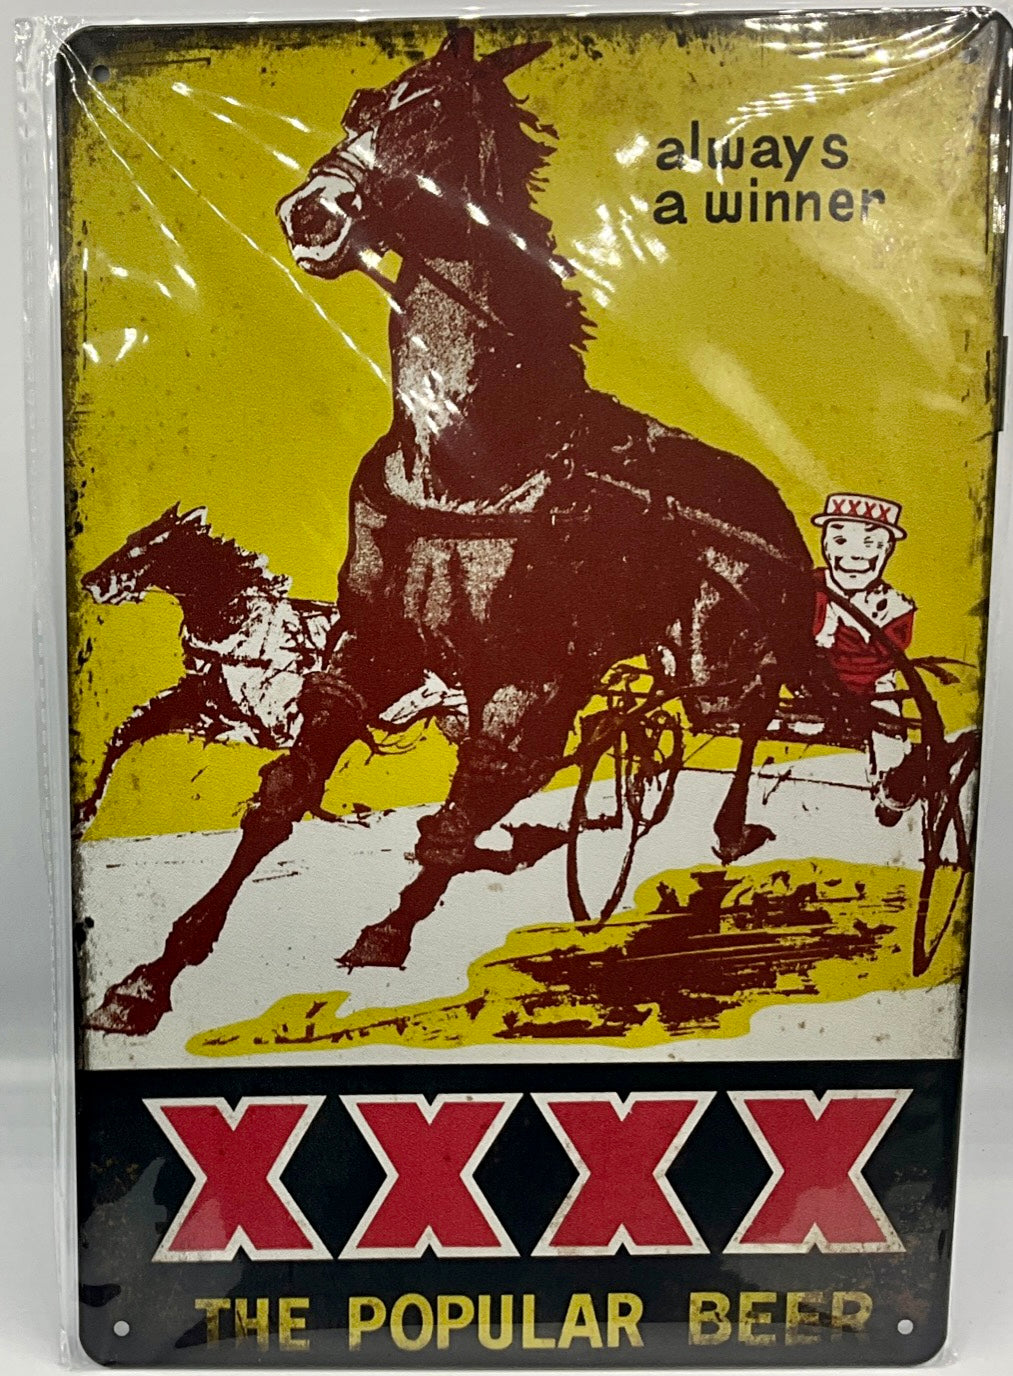 always
a winner
XXXX
XXXX
THE POPULAR BEER